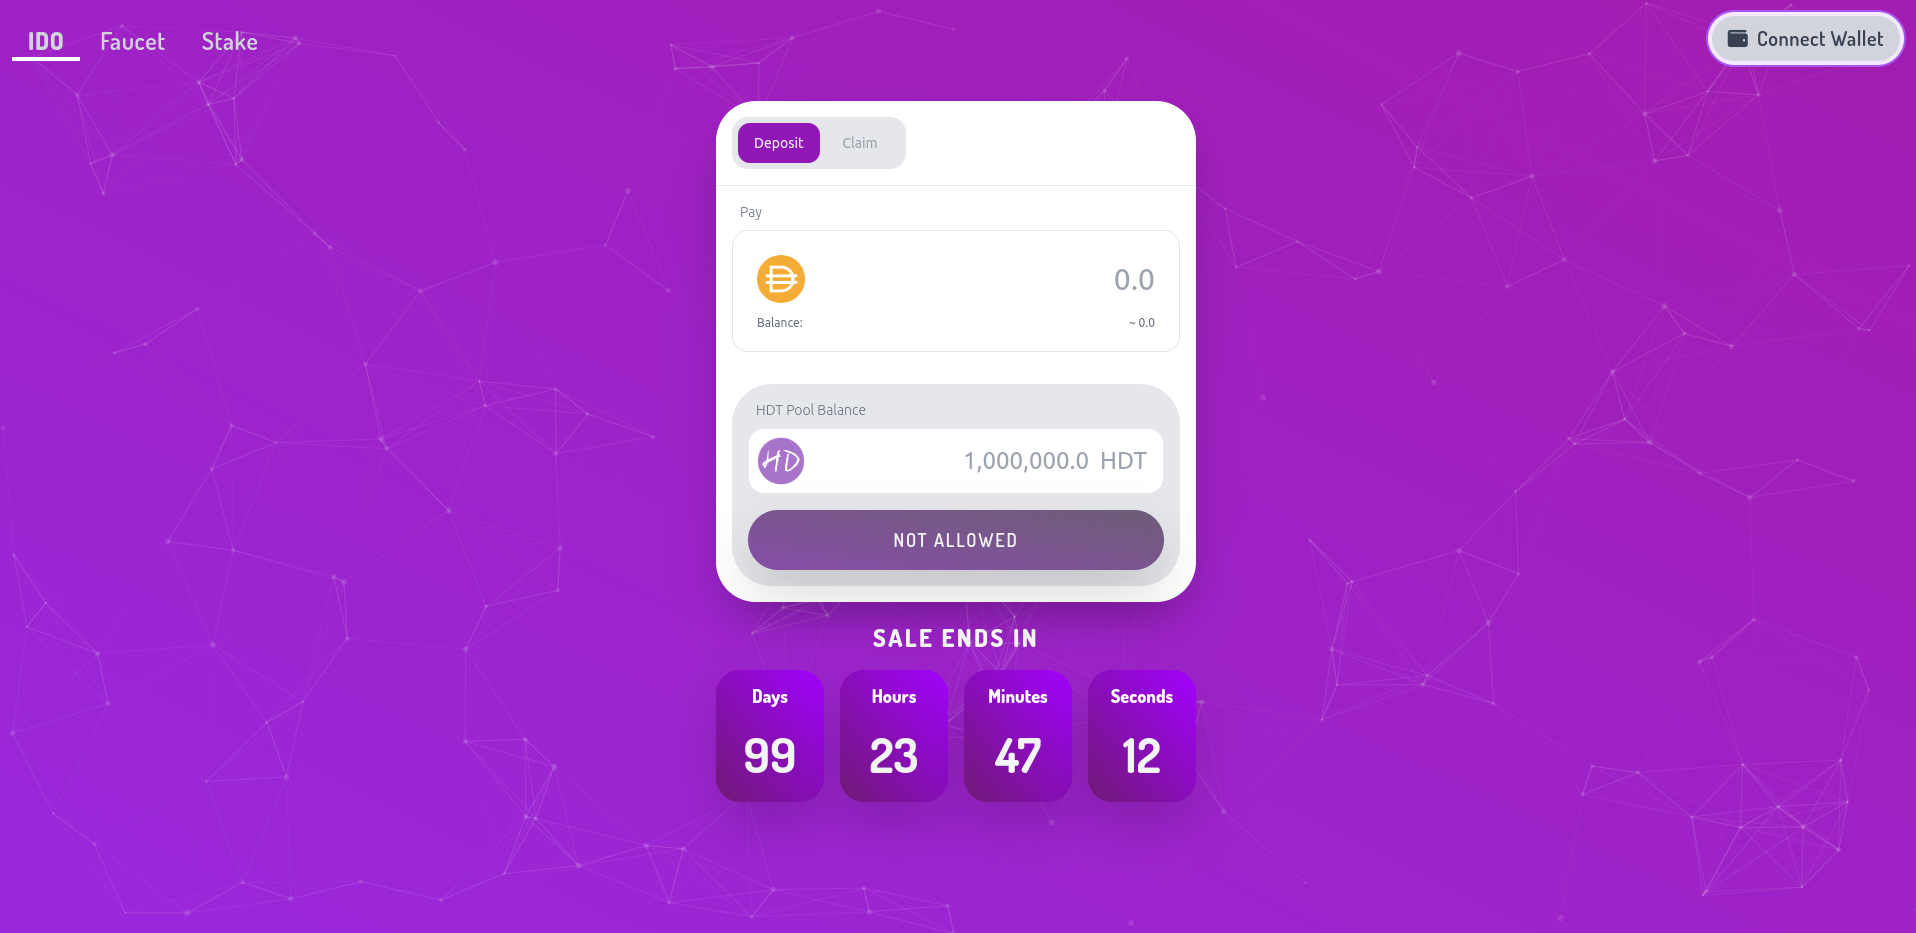 IDO Faucet Stake
Connect Wallet
Deposit Claim
Pay
0.0
Balance: ~ 0.0
HDT Pool Balance
HD 1,000,000.0 HDT
NOT ALLOWED
SALE ENDS IN
Days Hours Minutes Seconds
99 23 47 12